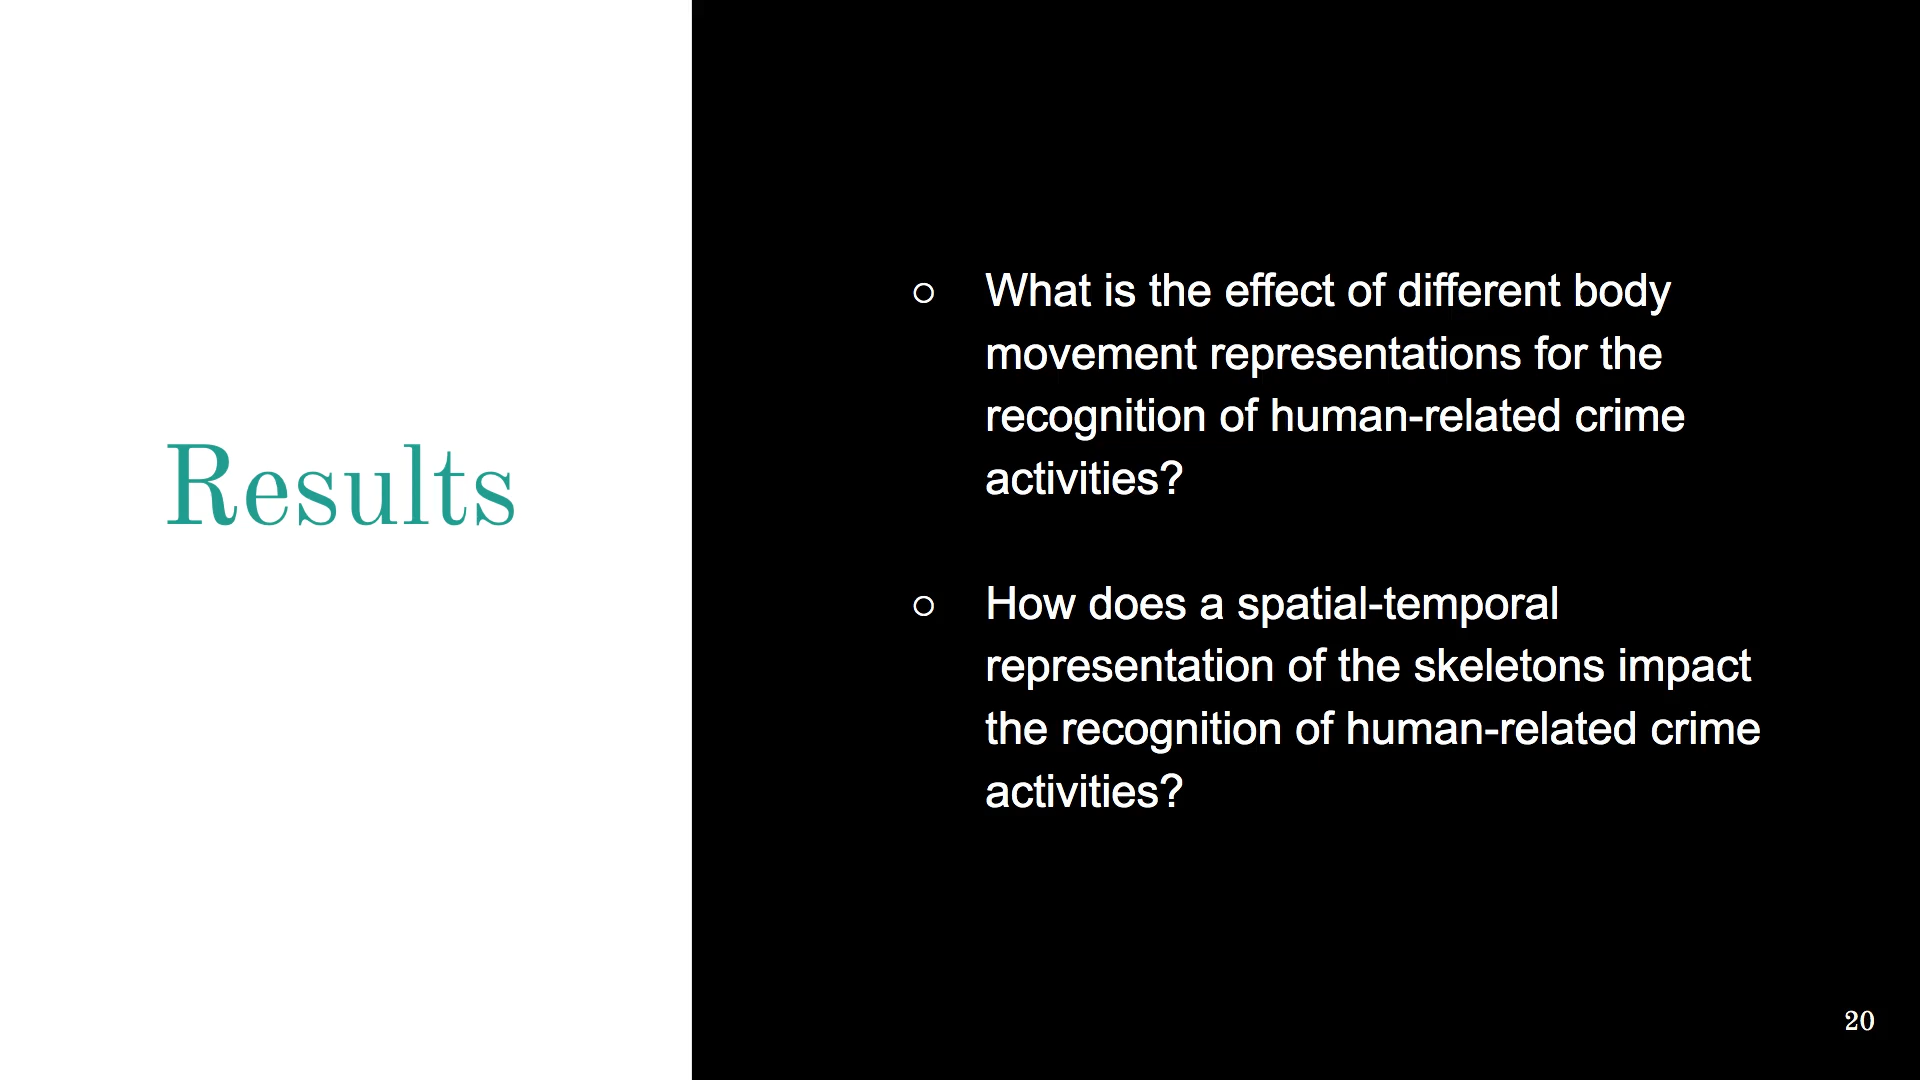 Results
○ What is the effect of different body
movement representations for the
recognition of human-related crime
activities?
○ How does a spatial-temporal
representation of the skeletons impact
the recognition of human-related crime
activities?
20